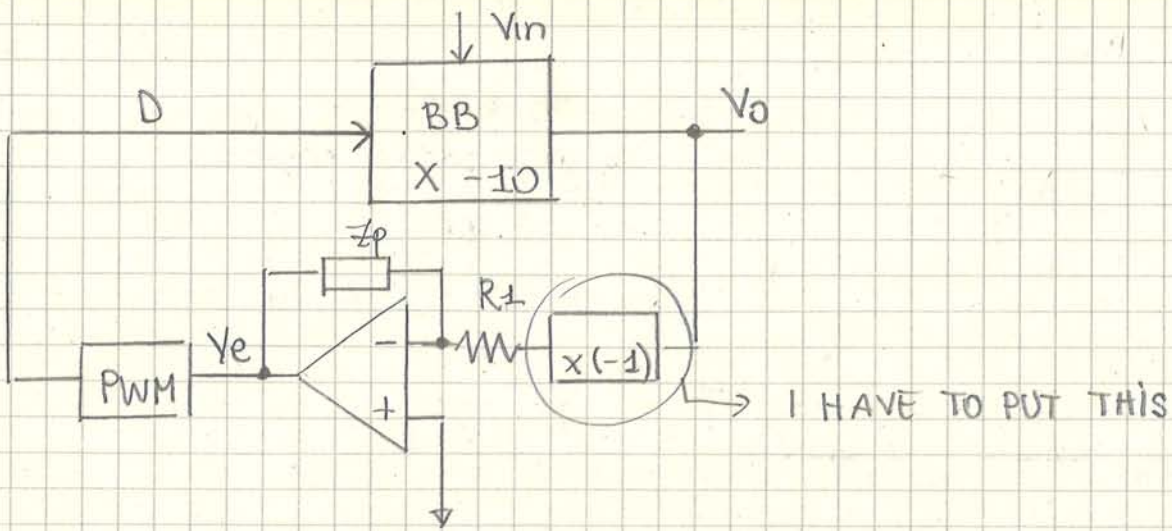 Vin
D
BB
X -10
Vo
Zp
R1
X(-1)
PWM
Ve
-
+
I HAVE TO PUT THIS